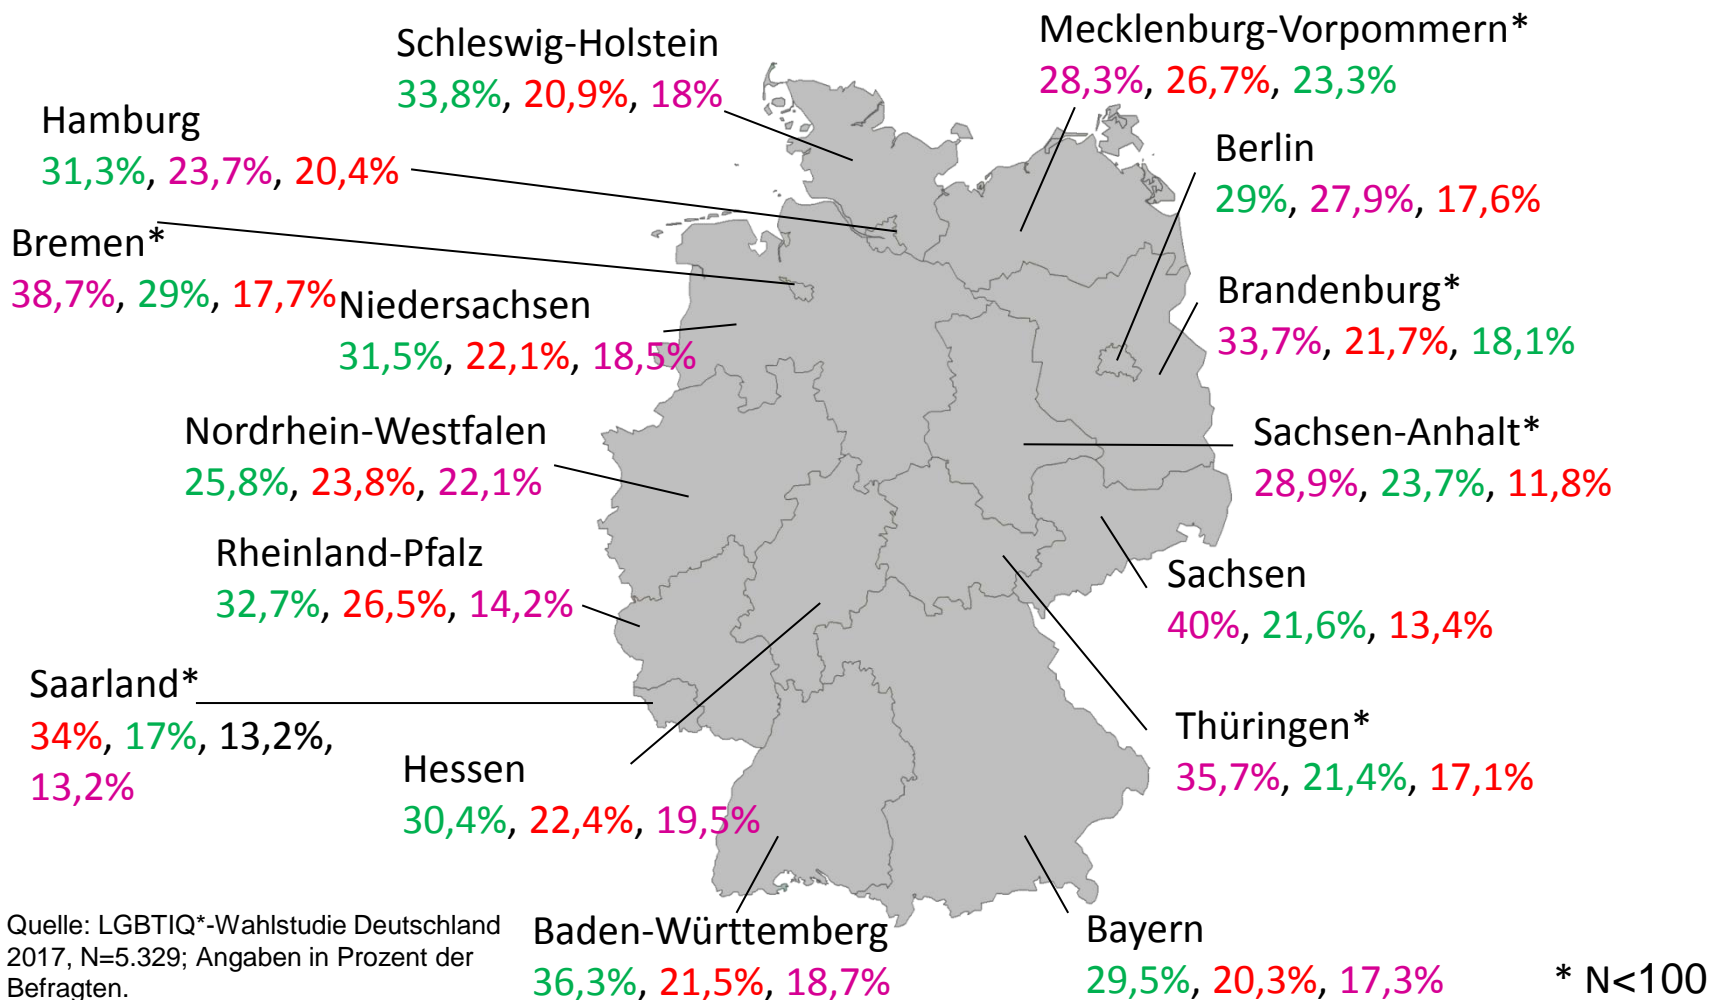 Schleswig-Holstein
33,8%, 20,9%, 18%
Mecklenburg-Vorpommern*
28,3%, 26,7%, 23,3%
Hamburg
31,3%, 23,7%, 20,4%
Berlin
29%, 27,9%, 17,6%
Bremen*
38,7%, 29%, 17,7%
Niedersachsen
31,5%, 22,1%, 18,5%
Brandenburg*
33,7%, 21,7%, 18,1%
Nordrhein-Westfalen
25,8%, 23,8%, 22,1%
Sachsen-Anhalt*
28,9%, 23,7%, 11,8%
Rheinland-Pfalz
32,7%, 26,5%, 14,2%
Sachsen
40%, 21,6%, 13,4%
Saarland*
34%, 17%, 13,2%,
13,2%
Thüringen*
35,7%, 21,4%, 17,1%
Hessen
30,4%, 22,4%, 19,5%
Baden-Württemberg
36,3%, 21,5%, 18,7%
Bayern
29,5%, 20,3%, 17,3%
Quelle: LGBTIQ*-Wahlstudie Deutschland
2017, N=5.329; Angaben in Prozent der
Befragten.
* N<100